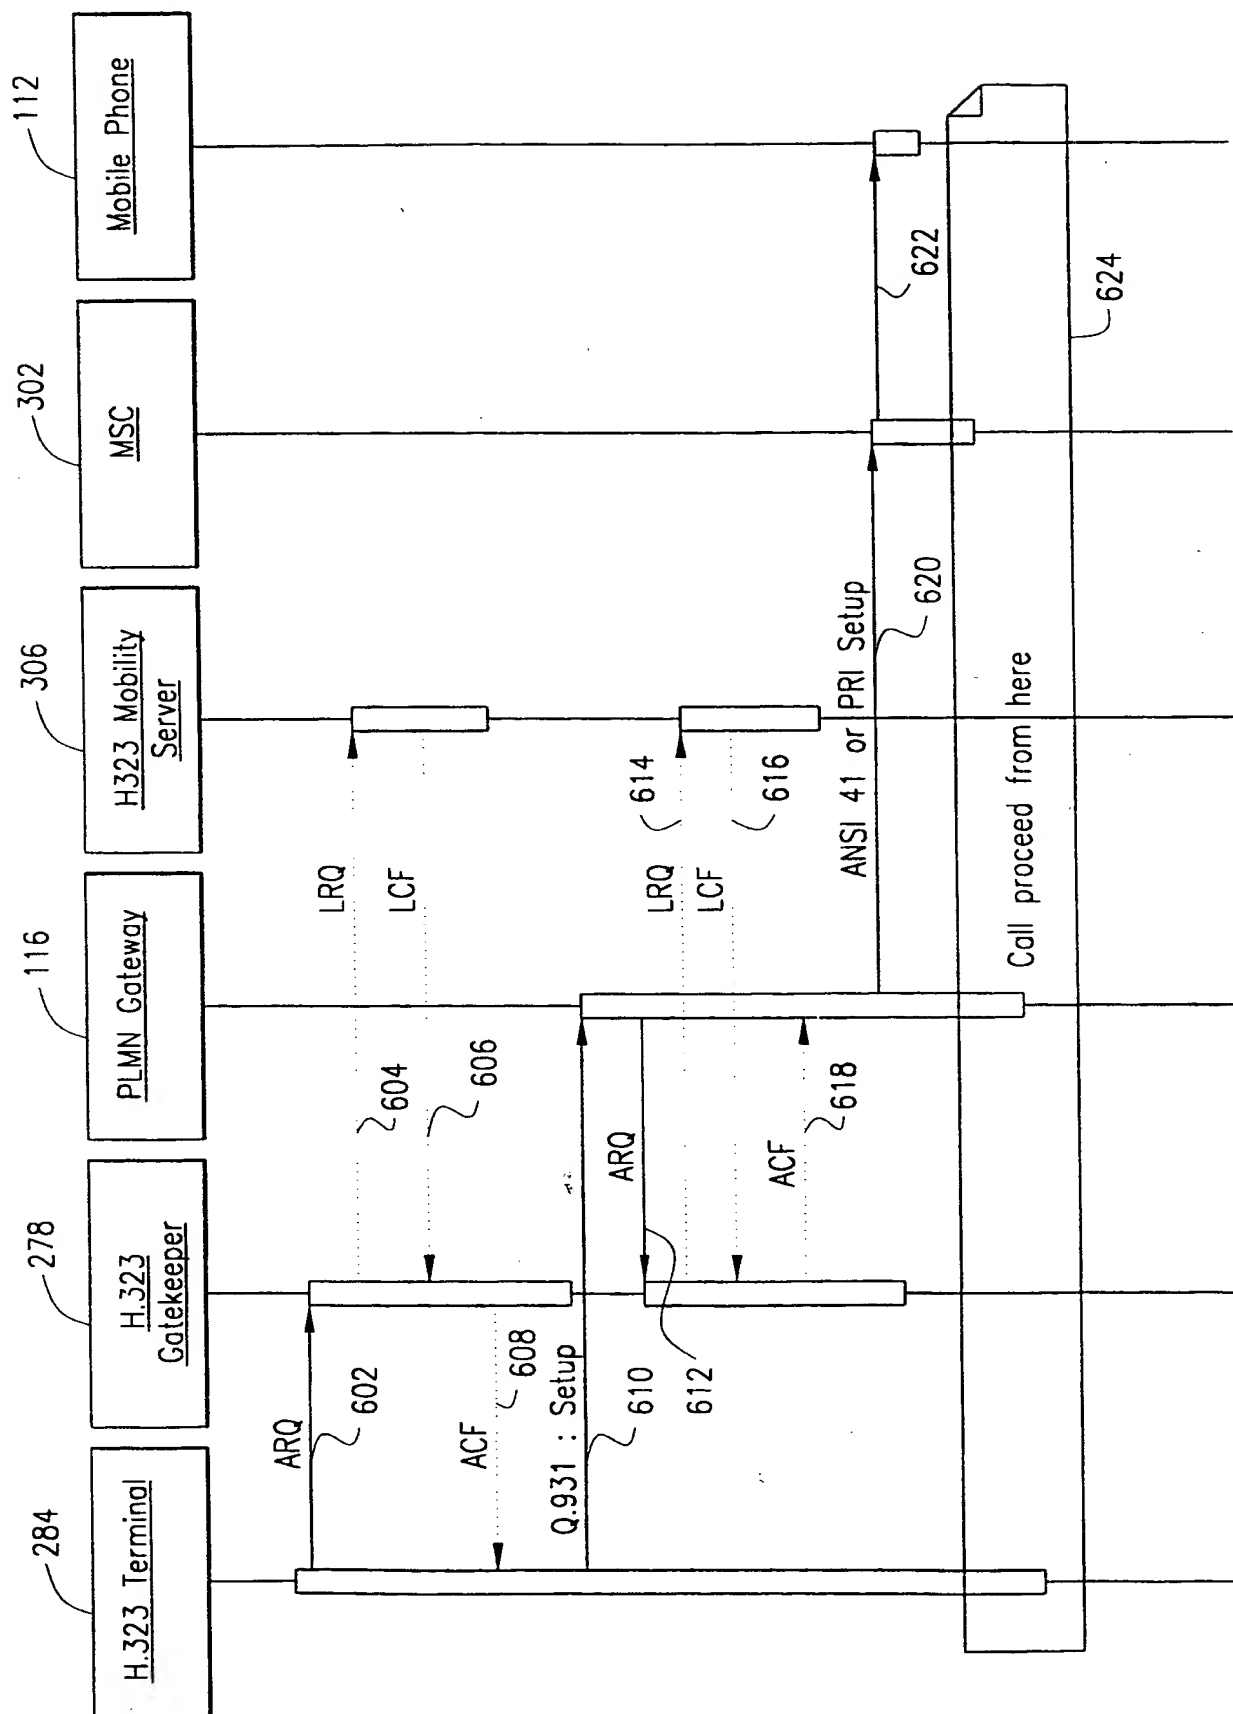 284
278
116
306
302
112
H.323 Terminal
H.323
Gatekeeper
PLMN Gateway
H323 Mobility
Server
MSC
Mobile Phone
ARQ
602
LRQ
604
LCF
606
ACF
608
Q.931 : Setup
610
ARQ
612
LRQ
614
LCF
616
ACF
618
ANSI 41 or PRI Setup
620
622
Call proceed from here
624